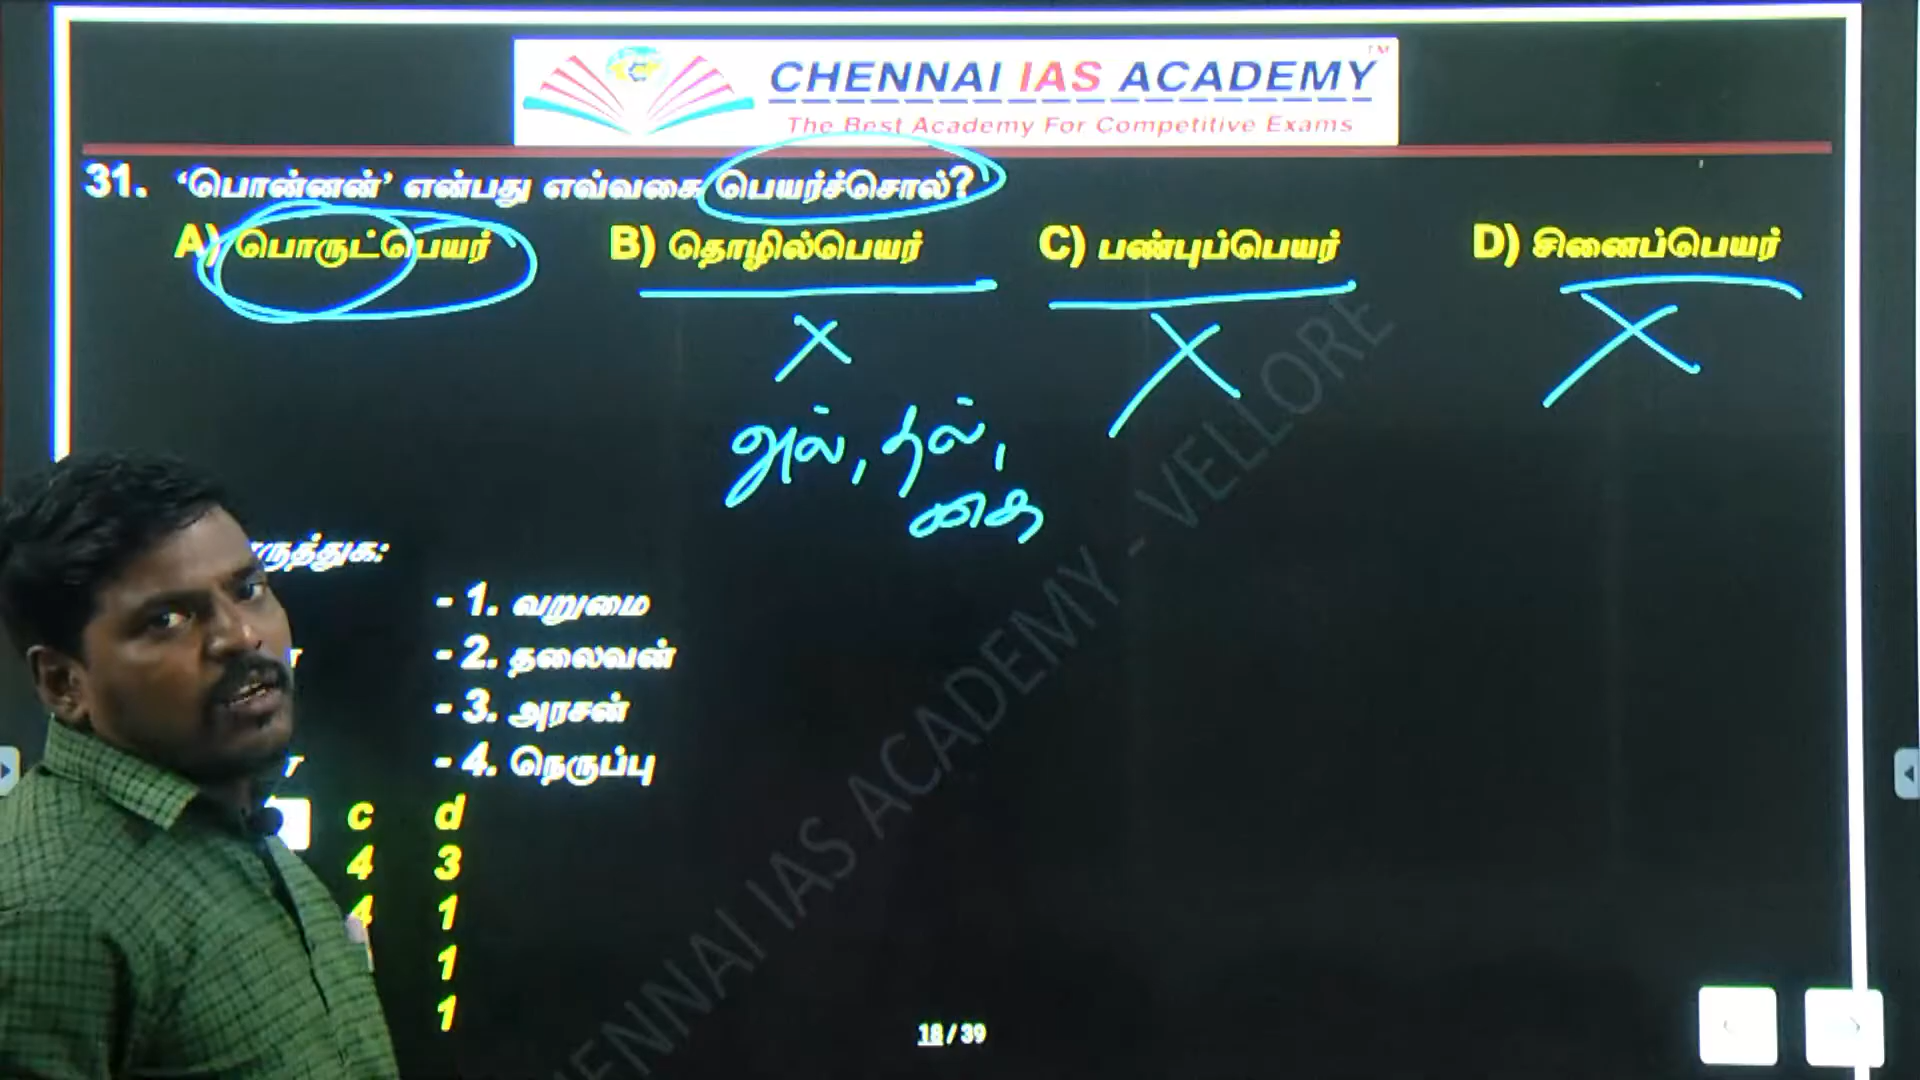 CHENNAI IAS ACADEMY TM
The Best Academy For Competitive Exams
31. ‘பொன்னன்’ என்பது எவ்வகை பெயர்ச்சொல்?
A) பொருட்பெயர் B) தொழில்பெயர் C) பண்புப்பெயர் D) சினைப்பெயர்
அல், தல்,
கை
ருத்துக:
- 1. வறுமை
- 2. தலைவன்
- 3. அரசன்
- 4. நெருப்பு
c d
4 3
4 1
1
1
18 / 39
CHENNAI IAS ACADEMY - VELLORE